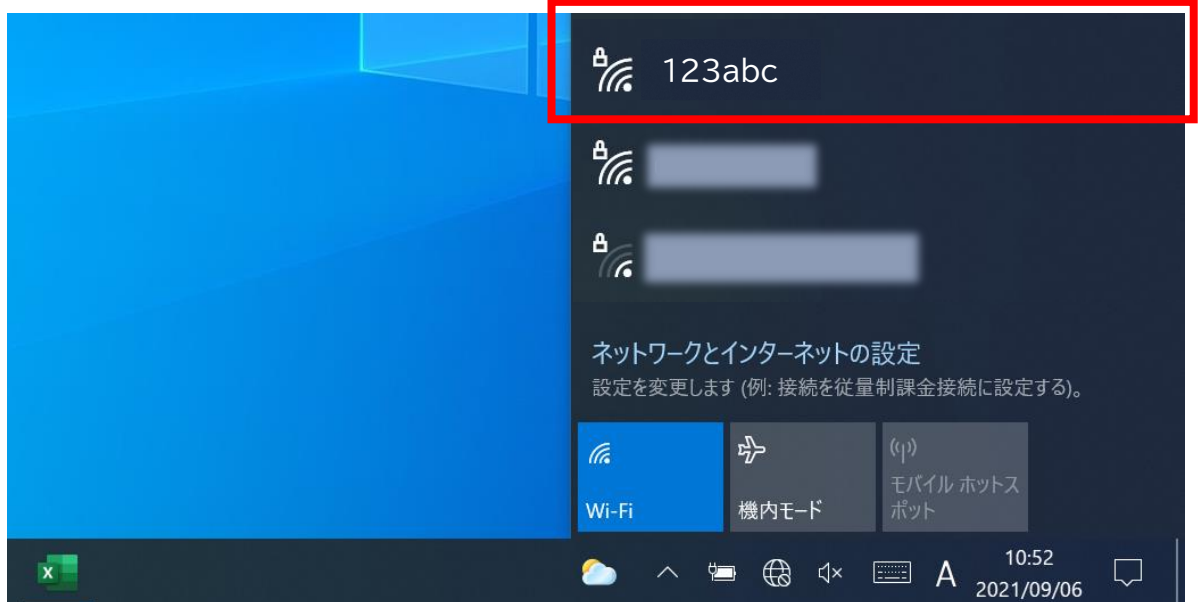 123abc
ネットワークとインターネットの設定
設定を変更します (例: 接続を従量制課金接続に設定する)。
Wi-Fi
機内モード
モバイル ホットス
ポット
X
A
10:52
2021/09/06